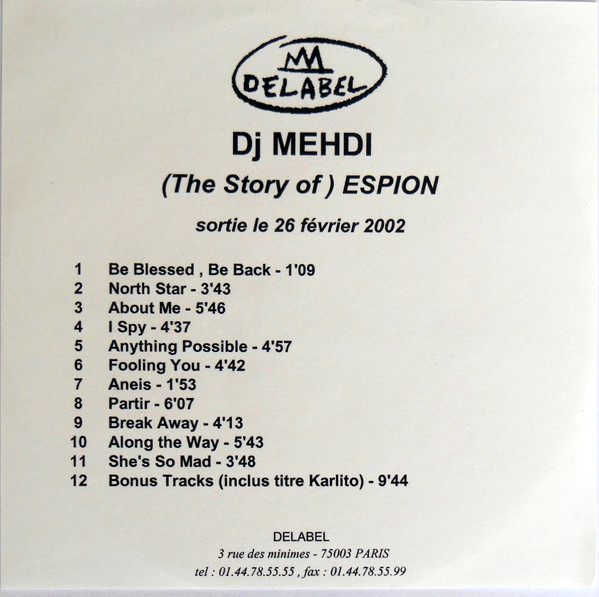 DELABEL
Dj MEHDI
(The Story of ) ESPION
sortie le 26 février 2002
1 Be Blessed , Be Back - 1'09
2 North Star - 3'43
3 About Me - 5'46
4 I Spy - 4'37
5 Anything Possible - 4'57
6 Fooling You - 4'42
7 Aneis - 1'53
8 Partir - 6'07
9 Break Away - 4'13
10 Along the Way - 5'43
11 She's So Mad - 3'48
12 Bonus Tracks (inclus titre Karlito) - 9'44
DELABEL
3 rue des minimes - 75003 PARIS
tel : 01.44.78.55.55 , fax : 01.44.78.55.99